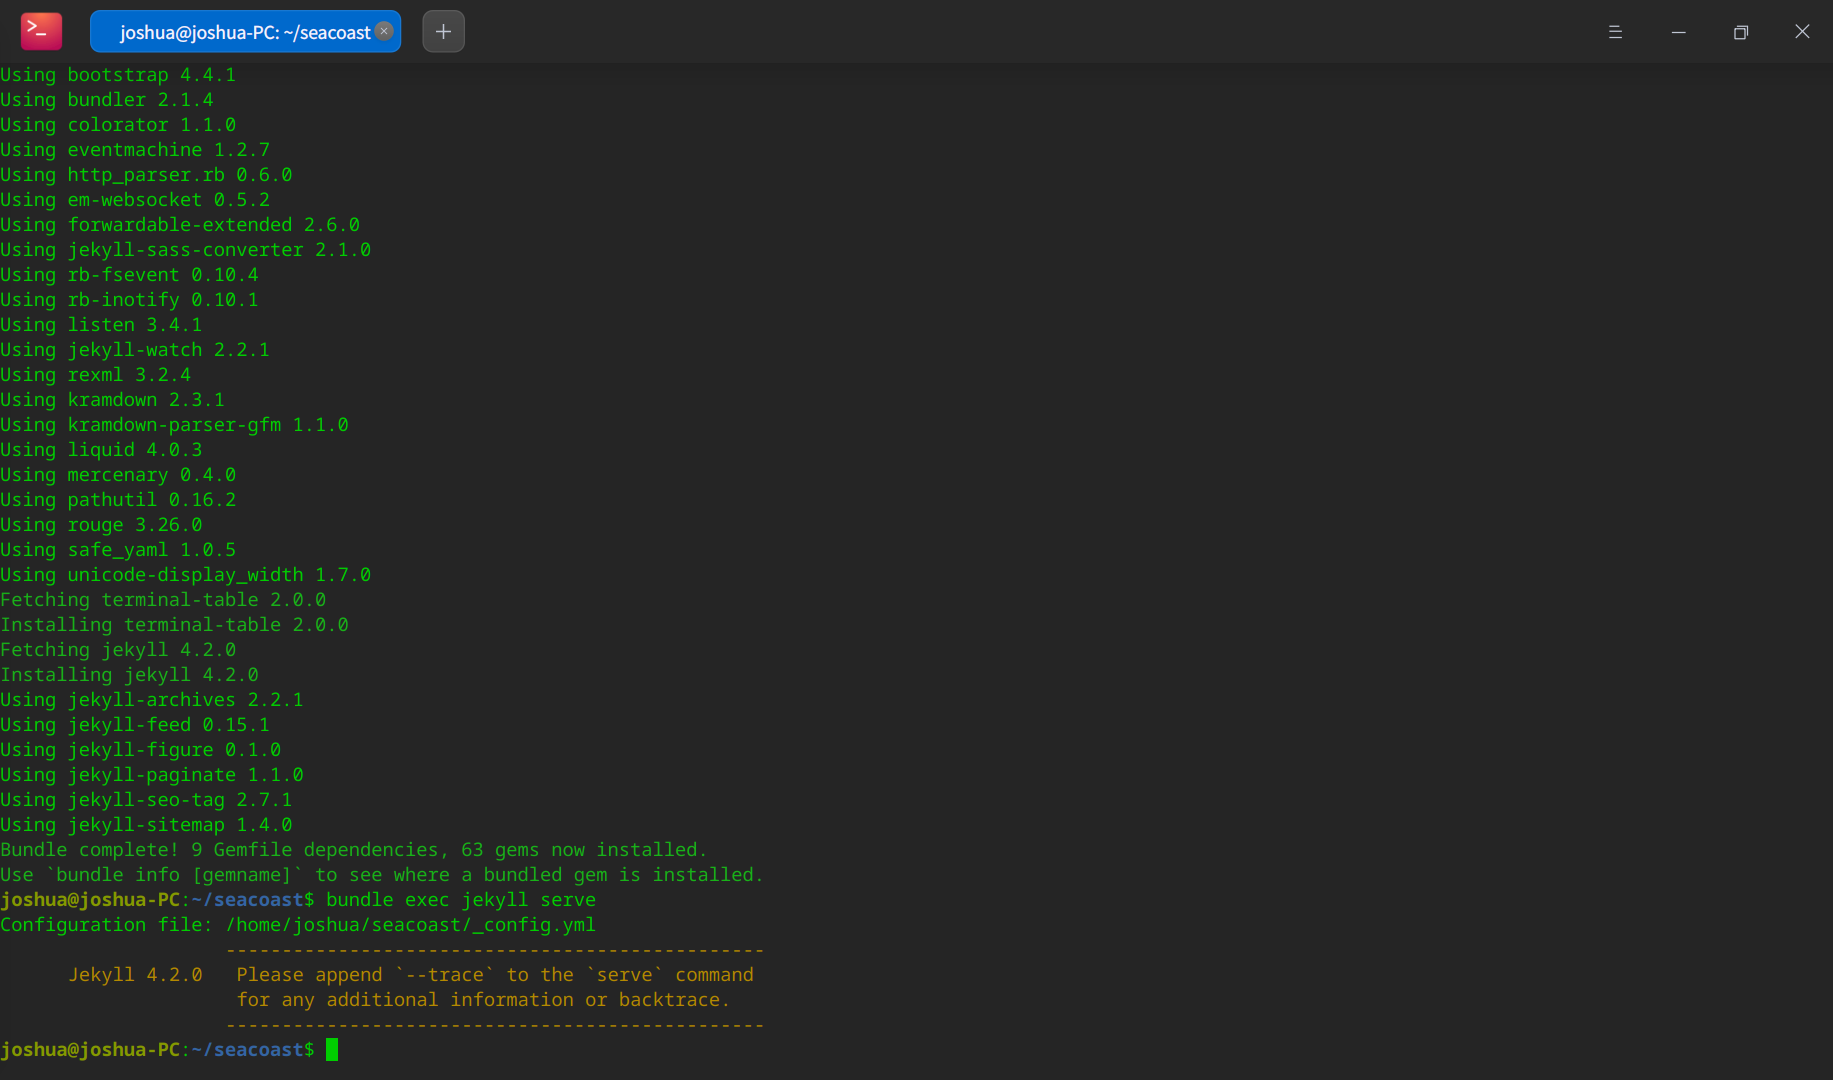 joshua@joshua-PC: ~/seacoast
Using bootstrap 4.4.1
Using bundler 2.1.4
Using colorator 1.1.0
Using eventmachine 1.2.7
Using http_parser.rb 0.6.0
Using em-websocket 0.5.2
Using forwardable-extended 2.6.0
Using jekyll-sass-converter 2.1.0
Using rb-fsevent 0.10.4
Using rb-inotify 0.10.1
Using listen 3.4.1
Using jekyll-watch 2.2.1
Using rexml 3.2.4
Using kramdown 2.3.1
Using kramdown-parser-gfm 1.1.0
Using liquid 4.0.3
Using mercenary 0.4.0
Using pathutil 0.16.2
Using rouge 3.26.0
Using safe_yaml 1.0.5
Using unicode-display_width 1.7.0
Fetching terminal-table 2.0.0
Installing terminal-table 2.0.0
Fetching jekyll 4.2.0
Installing jekyll 4.2.0
Using jekyll-archives 2.2.1
Using jekyll-feed 0.15.1
Using jekyll-figure 0.1.0
Using jekyll-paginate 1.1.0
Using jekyll-seo-tag 2.7.1
Using jekyll-sitemap 1.4.0
Bundle complete! 9 Gemfile dependencies, 63 gems now installed.
Use `bundle info [gemname]` to see where a bundled gem is installed.
joshua@joshua-PC:~/seacoast$ bundle exec jekyll serve
Configuration file: /home/joshua/seacoast/_config.yml
------------------------------------------------
Jekyll 4.2.0   Please append `--trace` to the `serve` command
for any additional information or backtrace.
------------------------------------------------
joshua@joshua-PC:~/seacoast$